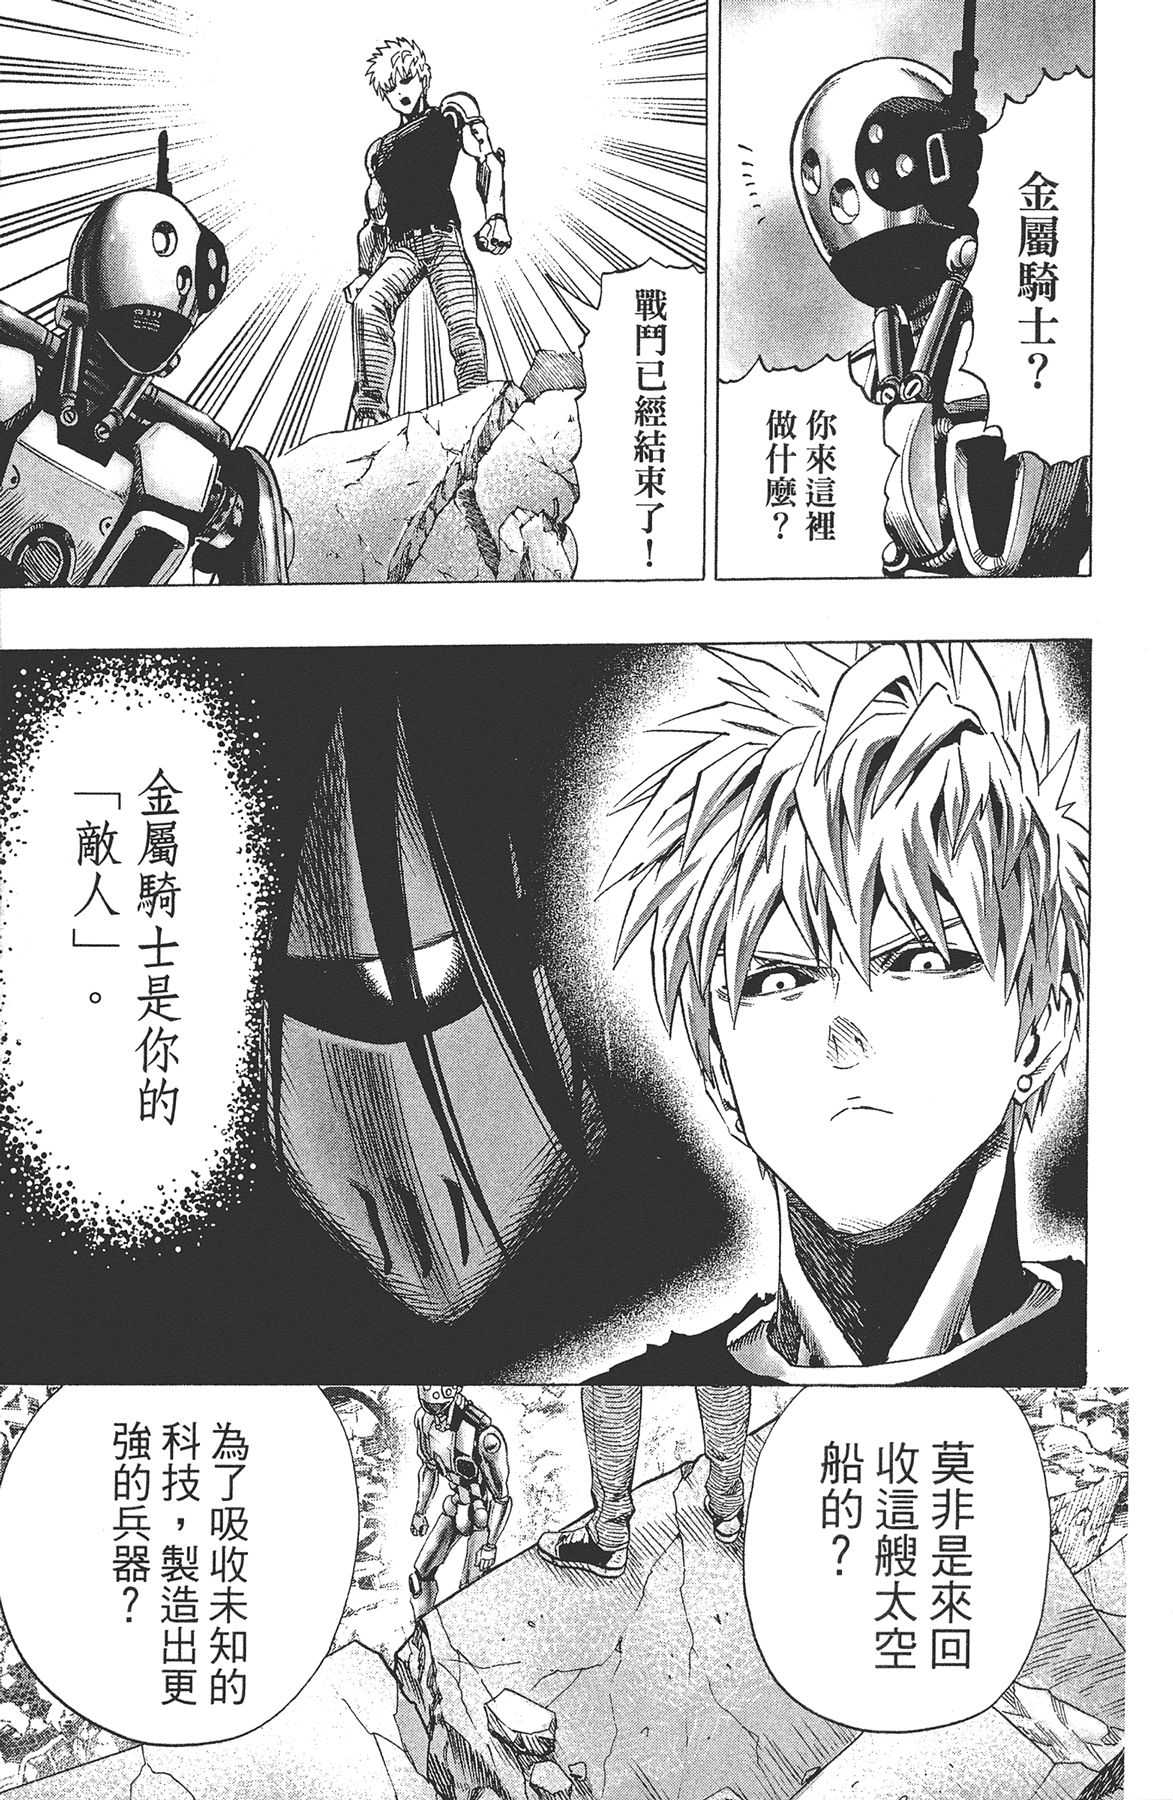 金屬騎士？
你來這裡
做什麼？
戰鬥已經結束了！
金屬騎士是你的
「敵人」。
莫非是來回
收這艘太空
船的？
為了吸收未知的
科技，製造出更
強的兵器？